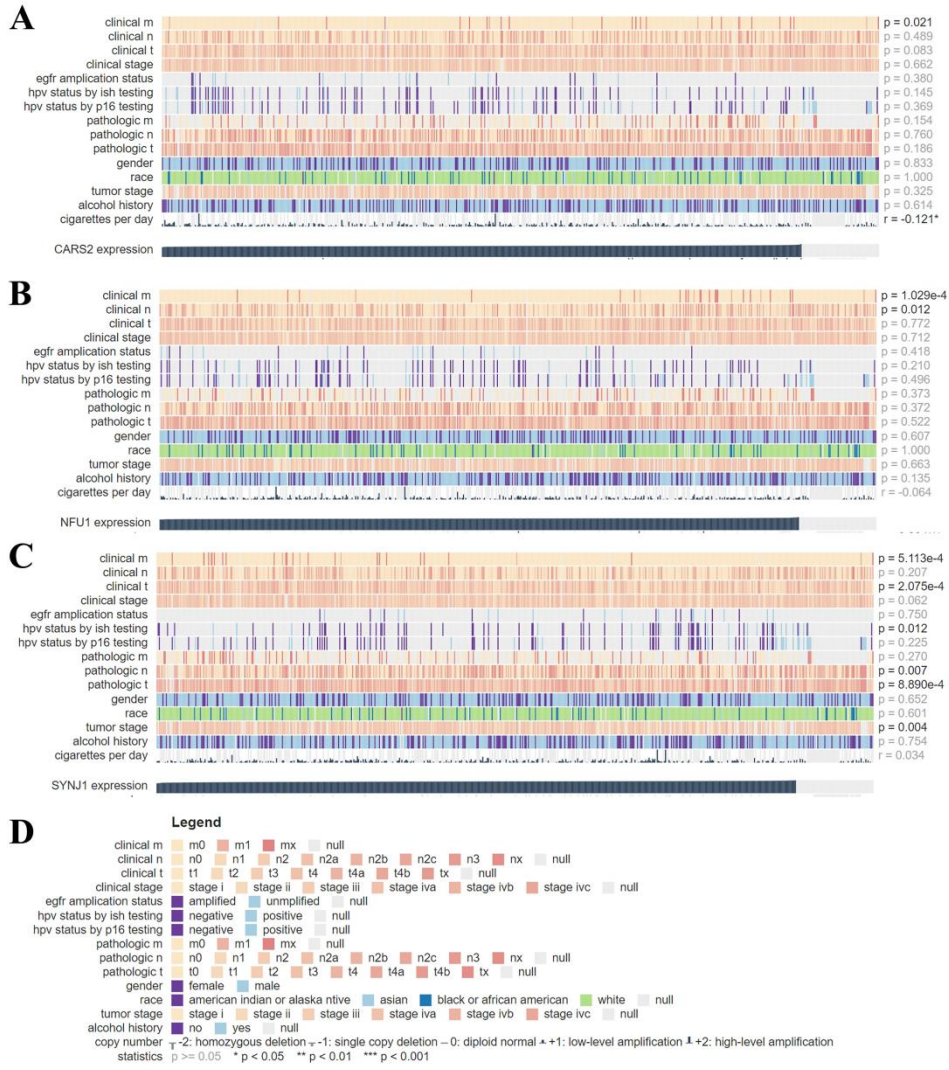 A
clinical m p = 0.021
clinical n p = 0.489
clinical t p = 0.083
clinical stage p = 0.662
egfr amplication status p = 0.380
hpv status by ish testing p = 0.145
hpv status by p16 testing p = 0.369
pathologic m p = 0.154
pathologic n p = 0.760
pathologic t p = 0.186
gender p = 0.833
race p = 1.000
tumor stage p = 0.325
alcohol history p = 0.614
cigarettes per day r = -0.121*
CARS2 expression
B
clinical m p = 1.029e-4
clinical n p = 0.012
clinical t p = 0.772
clinical stage p = 0.712
egfr amplication status p = 0.418
hpv status by ish testing p = 0.210
hpv status by p16 testing p = 0.496
pathologic m p = 0.373
pathologic n p = 0.372
pathologic t p = 0.522
gender p = 0.607
race p = 1.000
tumor stage p = 0.663
alcohol history p = 0.135
cigarettes per day r = -0.064
NFU1 expression
C
clinical m p = 5.113e-4
clinical n p = 0.207
clinical t p = 2.075e-4
clinical stage p = 0.062
egfr amplication status p = 0.750
hpv status by ish testing p = 0.012
hpv status by p16 testing p = 0.225
pathologic m p = 0.270
pathologic n p = 0.007
pathologic t p = 8.890e-4
gender p = 0.652
race p = 0.601
tumor stage p = 0.004
alcohol history p = 0.754
cigarettes per day r = 0.034
SYNJ1 expression
D
Legend
clinical m m0 m1 mx null
clinical n n0 n1 n2 n2a n2b n2c n3 nx null
clinical t t1 t2 t3 t4 t4a t4b tx null
clinical stage stage i stage ii stage iii stage iva stage ivb stage ivc null
egfr amplication status amplified unmplified null
hpv status by ish testing negative positive null
hpv status by p16 testing negative positive null
pathologic m m0 m1 mx null
pathologic n n0 n1 n2 n2a n2b n2c n3 nx null
pathologic t t0 t1 t2 t3 t4 t4a t4b tx null
gender female male
race american indian or alaska ntive asian black or african american white null
tumor stage stage i stage ii stage iii stage iva stage ivb stage ivc null
alcohol history no yes null
copy number -2: homozygous deletion -1: single copy deletion – 0: diploid normal +1: low-level amplification +2: high-level amplification
statistics p >= 0.05 * p < 0.05 ** p < 0.01 *** p < 0.001